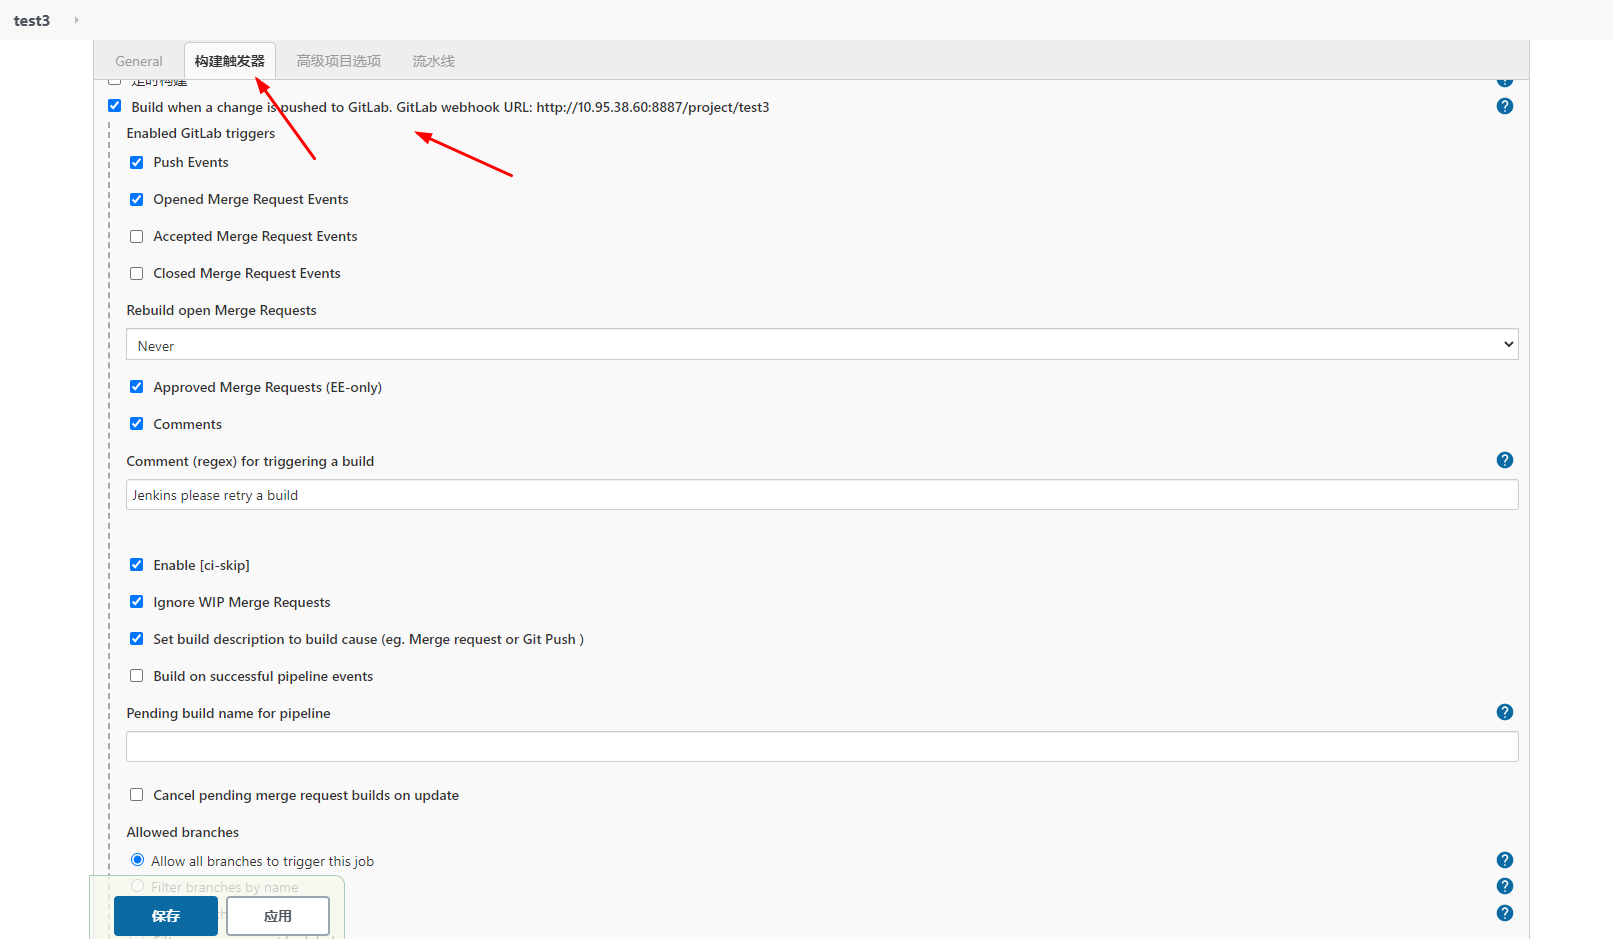 test3
General 构建触发器 高级项目选项 流水线
定时构建
Build when a change is pushed to GitLab. GitLab webhook URL: http://10.95.38.60:8887/project/test3
Enabled GitLab triggers
Push Events
Opened Merge Request Events
Accepted Merge Request Events
Closed Merge Request Events
Rebuild open Merge Requests
Never
Approved Merge Requests (EE-only)
Comments
Comment (regex) for triggering a build
Jenkins please retry a build
Enable [ci-skip]
Ignore WIP Merge Requests
Set build description to build cause (eg. Merge request or Git Push )
Build on successful pipeline events
Pending build name for pipeline
Cancel pending merge request builds on update
Allowed branches
Allow all branches to trigger this job
Filter branches by name
保存 应用